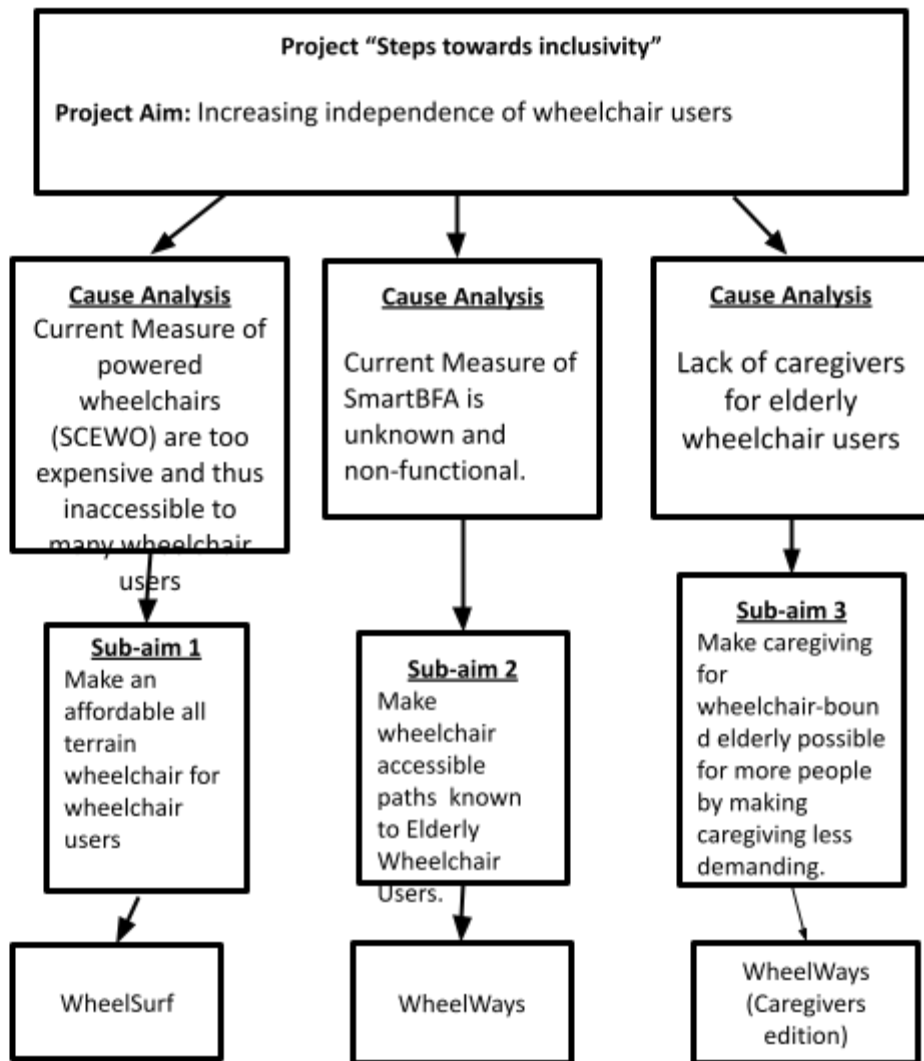 Project “Steps towards inclusivity”
Project Aim: Increasing independence of wheelchair users
Cause Analysis
Current Measure of
powered
wheelchairs
(SCEWO) are too
expensive and thus
inaccessible to
many wheelchair
users
Cause Analysis
Current Measure of
SmartBFA is
unknown and
non-functional.
Cause Analysis
Lack of caregivers
for elderly
wheelchair users
Sub-aim 1
Make an
affordable all
terrain
wheelchair for
wheelchair
users
Sub-aim 2
Make
wheelchair
accessible
paths known
to Elderly
Wheelchair
Users.
Sub-aim 3
Make caregiving
for
wheelchair-boun
d elderly possible
for more people
by making
caregiving less
demanding.
WheelSurf
WheelWays
WheelWays
(Caregivers
edition)